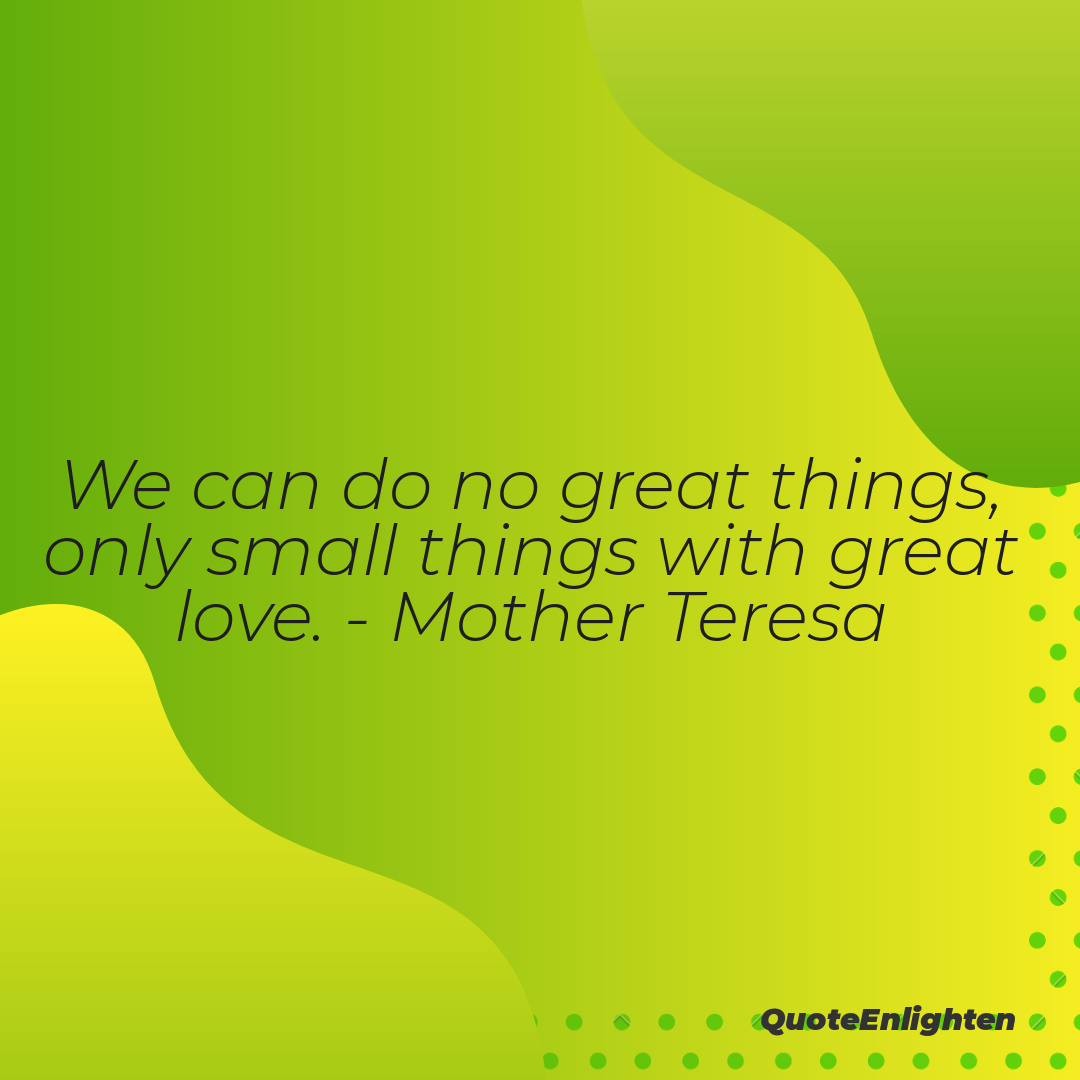 We can do no great things,
only small things with great
love. - Mother Teresa
QuoteEnlighten